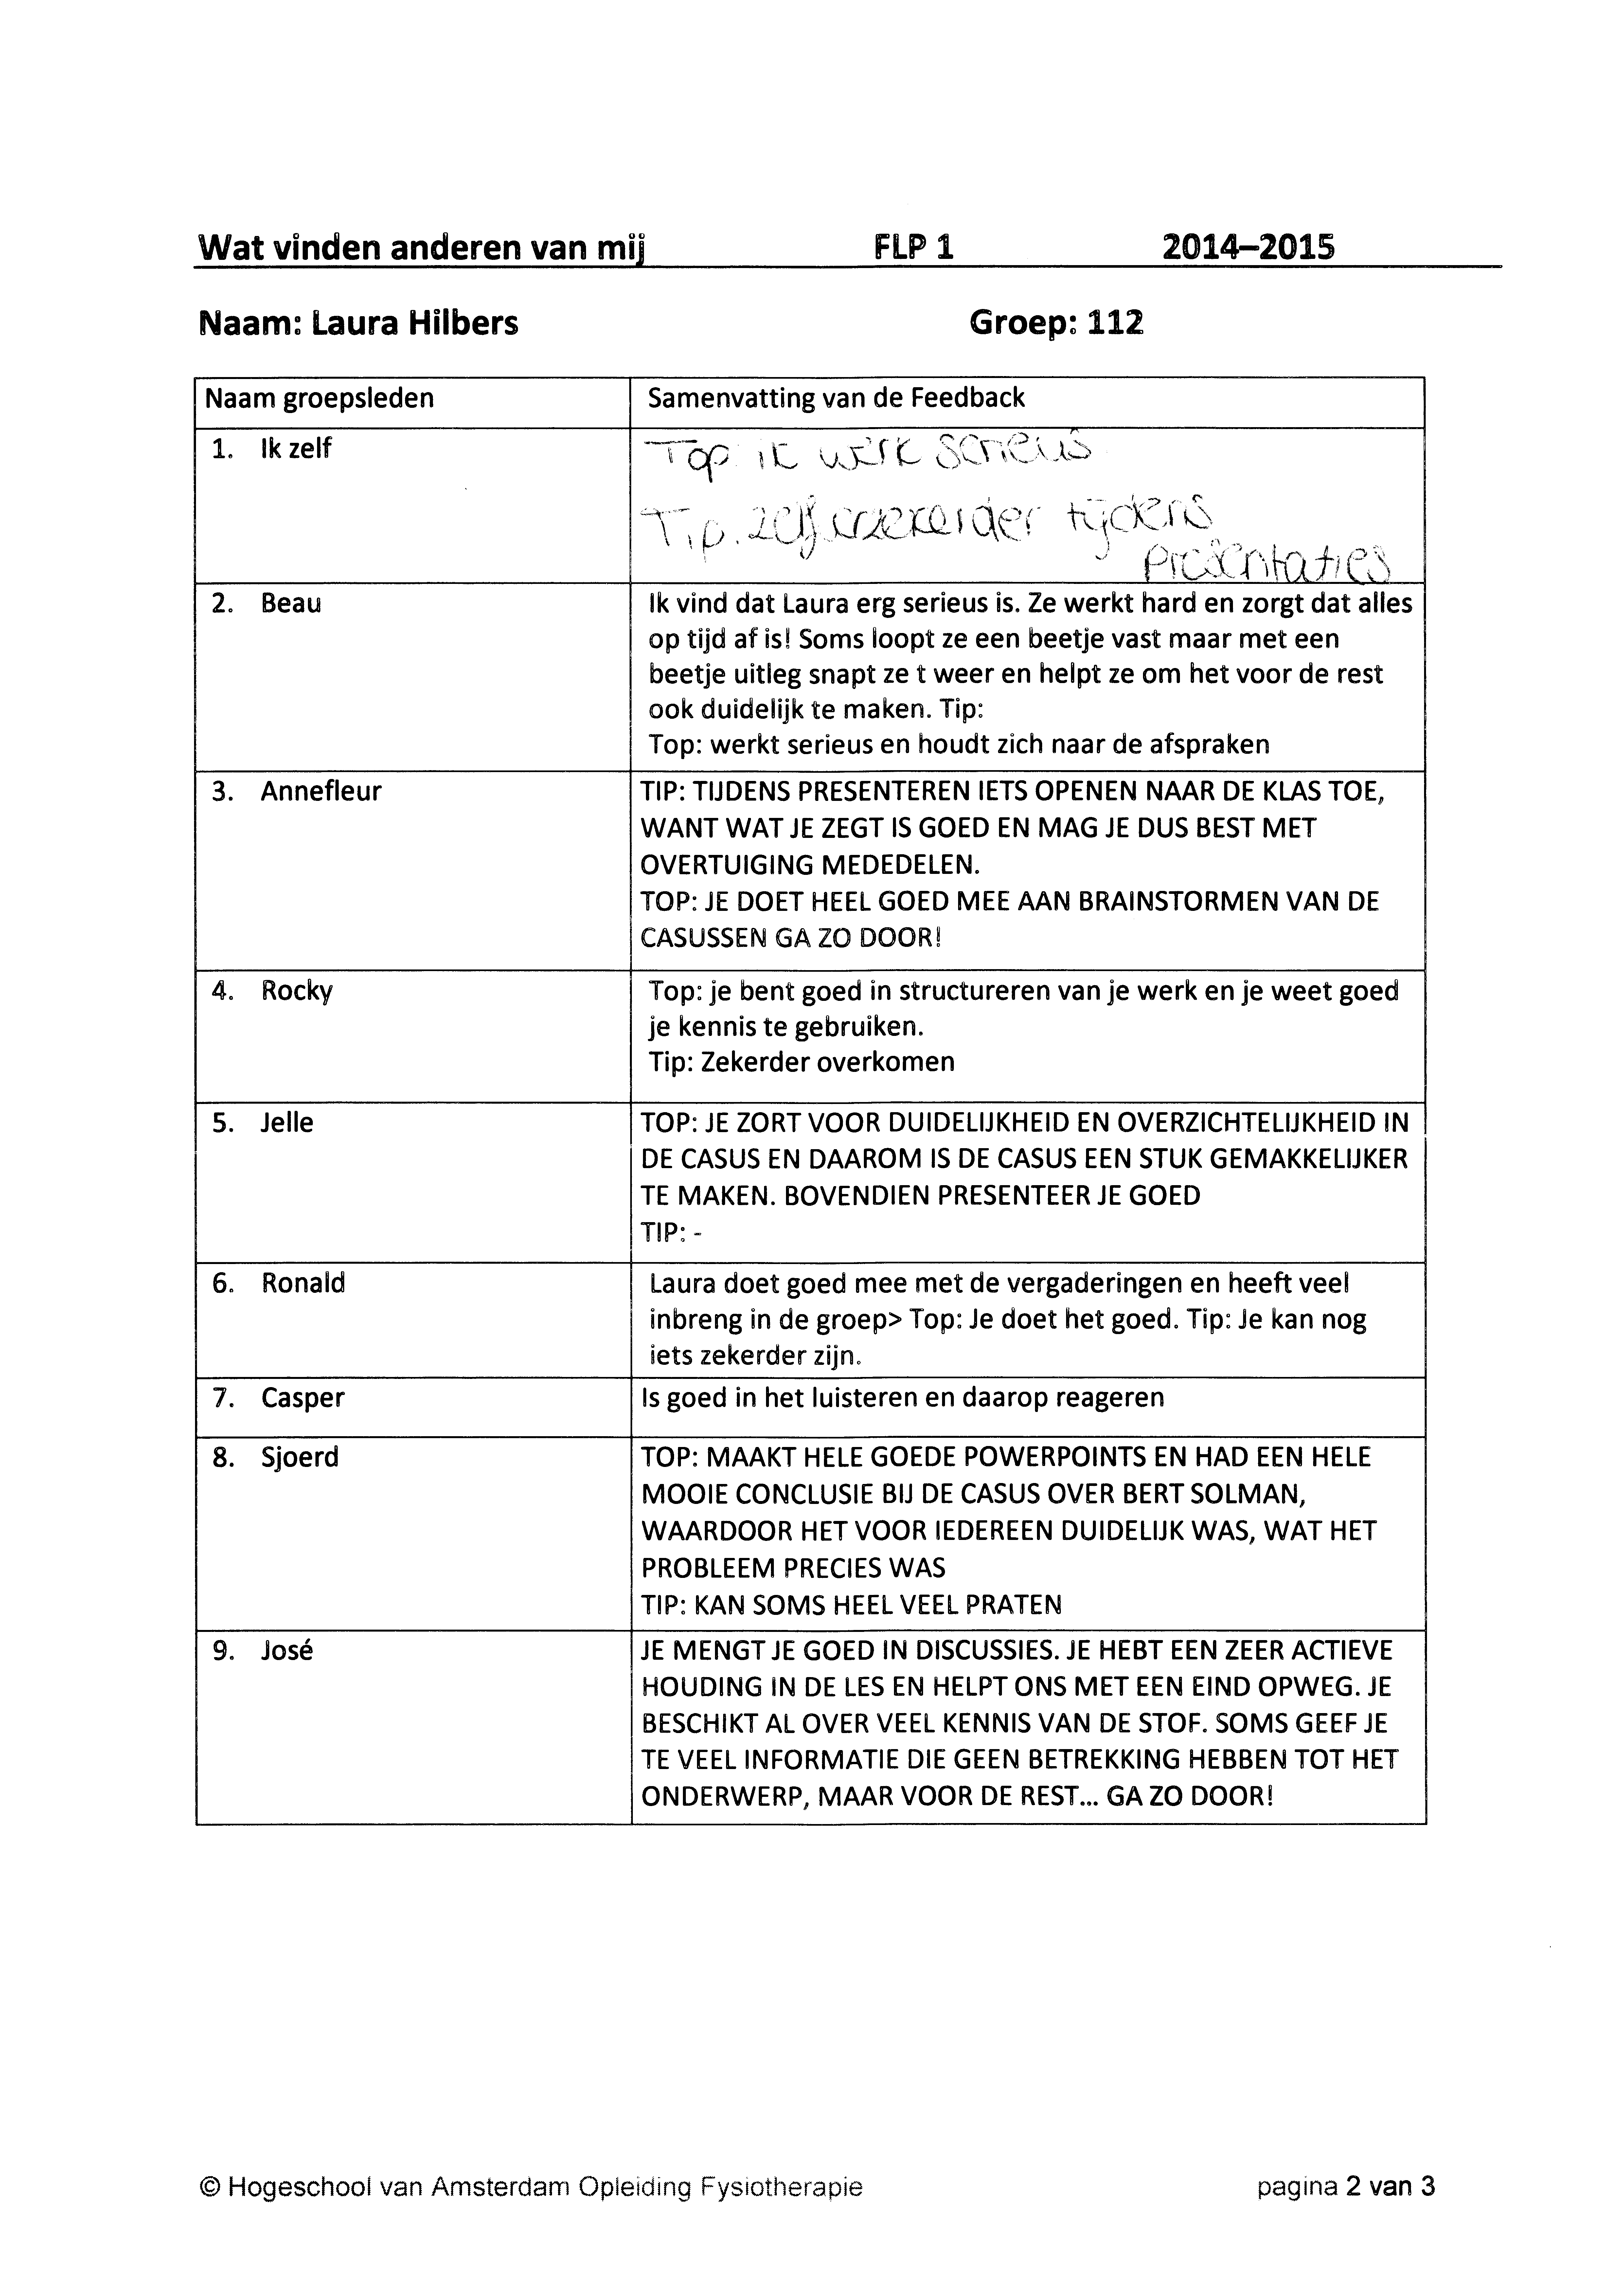 Wat vinden anderen van mij FLP 1 2014–2015
Naam: Laura Hilbers Groep: 112
Naam groepsleden Samenvatting van de Feedback
1. Ik zelf Top ik werk serieus
Tip. zelfverzekerder tijdens
presentaties
2. Beau Ik vind dat Laura erg serieus is. Ze werkt hard en zorgt dat alles
op tijd af is! Soms loopt ze een beetje vast maar met een
beetje uitleg snapt ze t weer en helpt ze om het voor de rest
ook duidelijk te maken. Tip:
Top: werkt serieus en houdt zich naar de afspraken
3. Annefleur TIP: TIJDENS PRESENTEREN IETS OPENEN NAAR DE KLAS TOE,
WANT WAT JE ZEGT IS GOED EN MAG JE DUS BEST MET
OVERTUIGING MEDEDELEN.
TOP: JE DOET HEEL GOED MEE AAN BRAINSTORMEN VAN DE
CASUSSEN GA ZO DOOR!
4. Rocky Top: je bent goed in structureren van je werk en je weet goed
je kennis te gebruiken.
Tip: Zekerder overkomen
5. Jelle TOP: JE ZORT VOOR DUIDELIJKHEID EN OVERZICHTELIJKHEID IN
DE CASUS EN DAAROM IS DE CASUS EEN STUK GEMAKKELIJKER
TE MAKEN. BOVENDIEN PRESENTEER JE GOED
TIP: -
6. Ronald Laura doet goed mee met de vergaderingen en heeft veel
inbreng in de groep> Top: Je doet het goed. Tip: Je kan nog
iets zekerder zijn.
7. Casper Is goed in het luisteren en daarop reageren
8. Sjoerd TOP: MAAKT HELE GOEDE POWERPOINTS EN HAD EEN HELE
MOOIE CONCLUSIE BIJ DE CASUS OVER BERT SOLMAN,
WAARDOOR HET VOOR IEDEREEN DUIDELIJK WAS, WAT HET
PROBLEEM PRECIES WAS
TIP: KAN SOMS HEEL VEEL PRATEN
9. José JE MENGT JE GOED IN DISCUSSIES. JE HEBT EEN ZEER ACTIEVE
HOUDING IN DE LES EN HELPT ONS MET EEN EIND OPWEG. JE
BESCHIKT AL OVER VEEL KENNIS VAN DE STOF. SOMS GEEF JE
TE VEEL INFORMATIE DIE GEEN BETREKKING HEBBEN TOT HET
ONDERWERP, MAAR VOOR DE REST... GA ZO DOOR!
© Hogeschool van Amsterdam Opleiding Fysiotherapie pagina 2 van 3